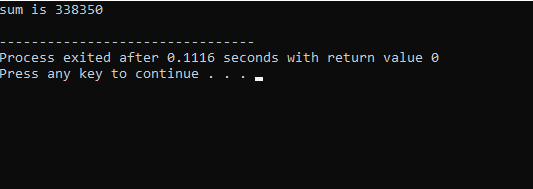 sum is 338350
--------------------------------
Process exited after 0.1116 seconds with return value 0
Press any key to continue . . .